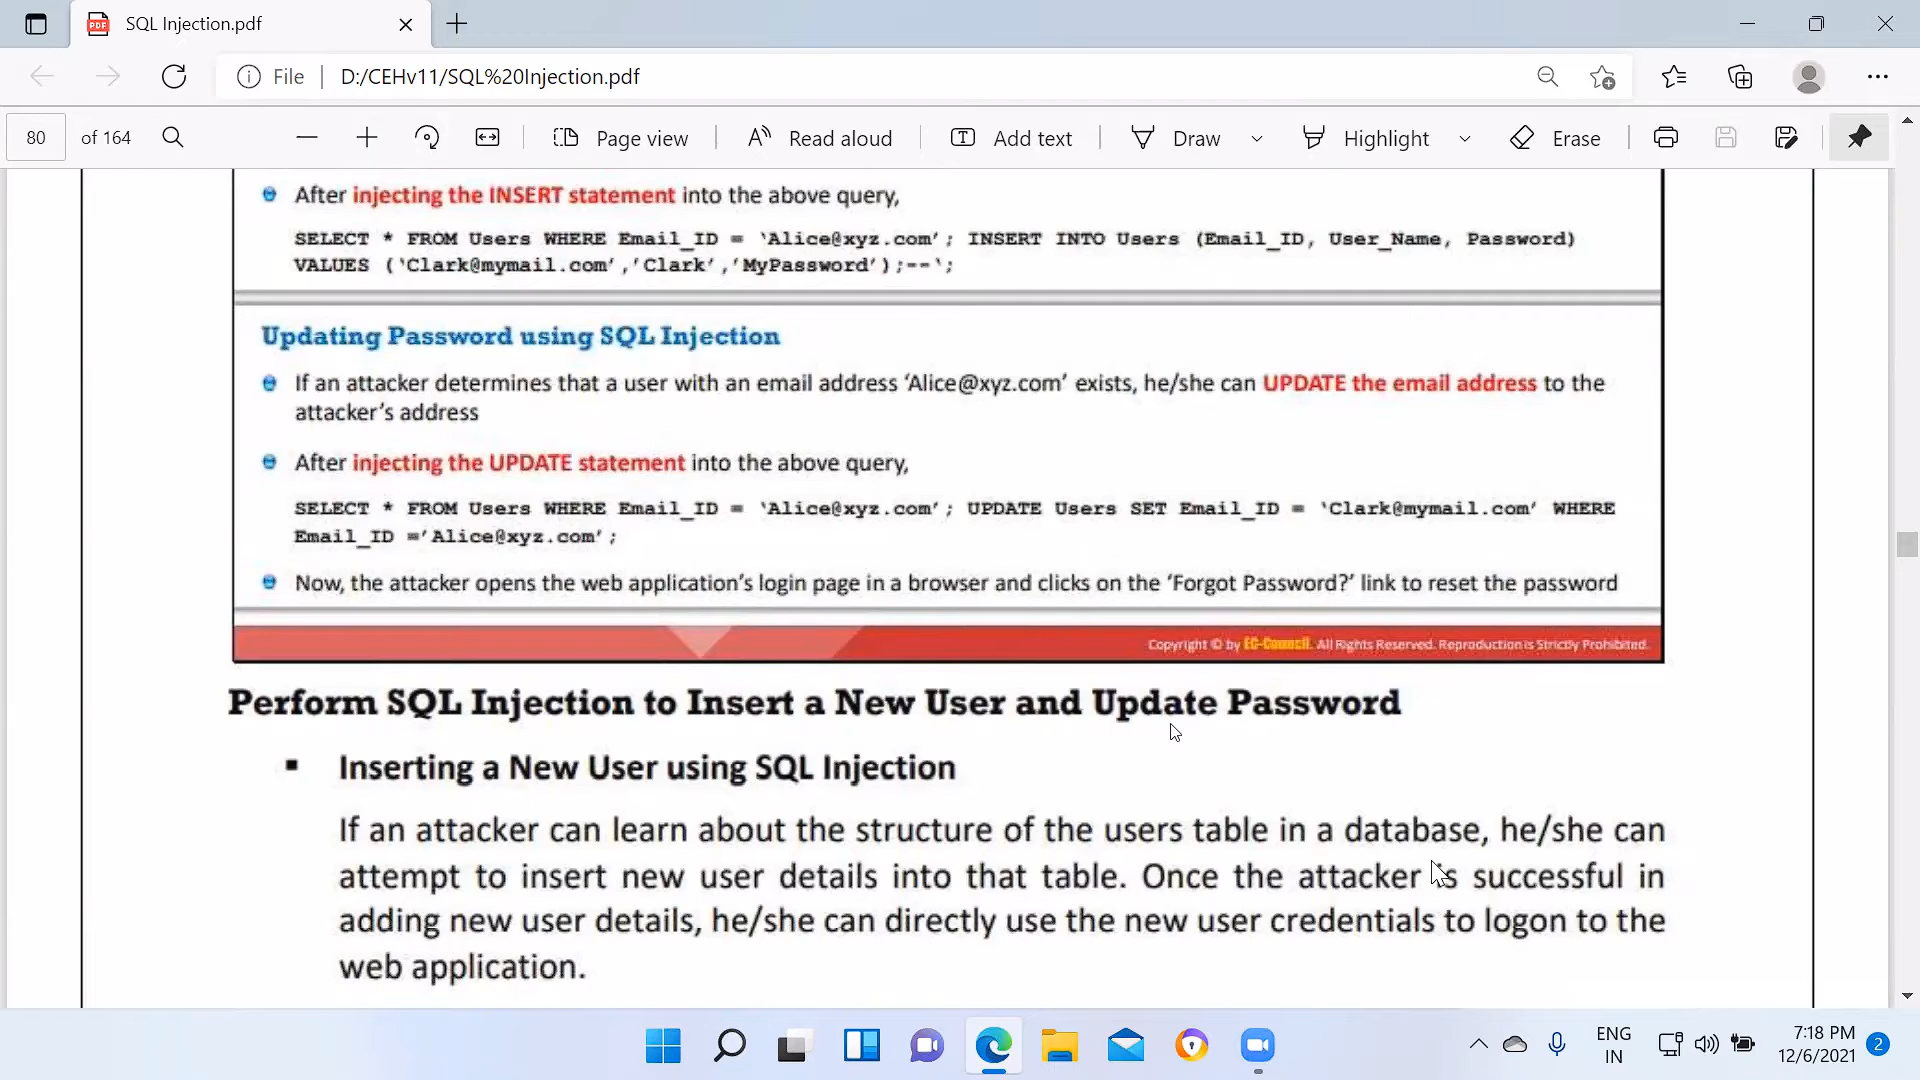 SQL Injection.pdf
File
D:/CEHv11/SQL%20Injection.pdf
80 of 164
Page view
Read aloud
Add text
Draw
Highlight
Erase
After injecting the INSERT statement into the above query,
SELECT * FROM Users WHERE Email_ID = ‘Alice@xyz.com’; INSERT INTO Users (Email_ID, User_Name, Password)
VALUES (‘Clark@mymail.com’,’Clark’,’MyPassword’);--‘;
Updating Password using SQL Injection
If an attacker determines that a user with an email address ‘Alice@xyz.com’ exists, he/she can UPDATE the email address to the
attacker’s address
After injecting the UPDATE statement into the above query,
SELECT * FROM Users WHERE Email_ID = ‘Alice@xyz.com’; UPDATE Users SET Email_ID = ‘Clark@mymail.com’ WHERE
Email_ID =’Alice@xyz.com’;
Now, the attacker opens the web application’s login page in a browser and clicks on the ‘Forgot Password?’ link to reset the password
Copyright © by EC-Council. All Rights Reserved. Reproduction is Strictly Prohibited.
Perform SQL Injection to Insert a New User and Update Password
▪ Inserting a New User using SQL Injection
If an attacker can learn about the structure of the users table in a database, he/she can
attempt to insert new user details into that table. Once the attacker is successful in
adding new user details, he/she can directly use the new user credentials to logon to the
web application.
ENG
IN
7:18 PM
12/6/2021
2